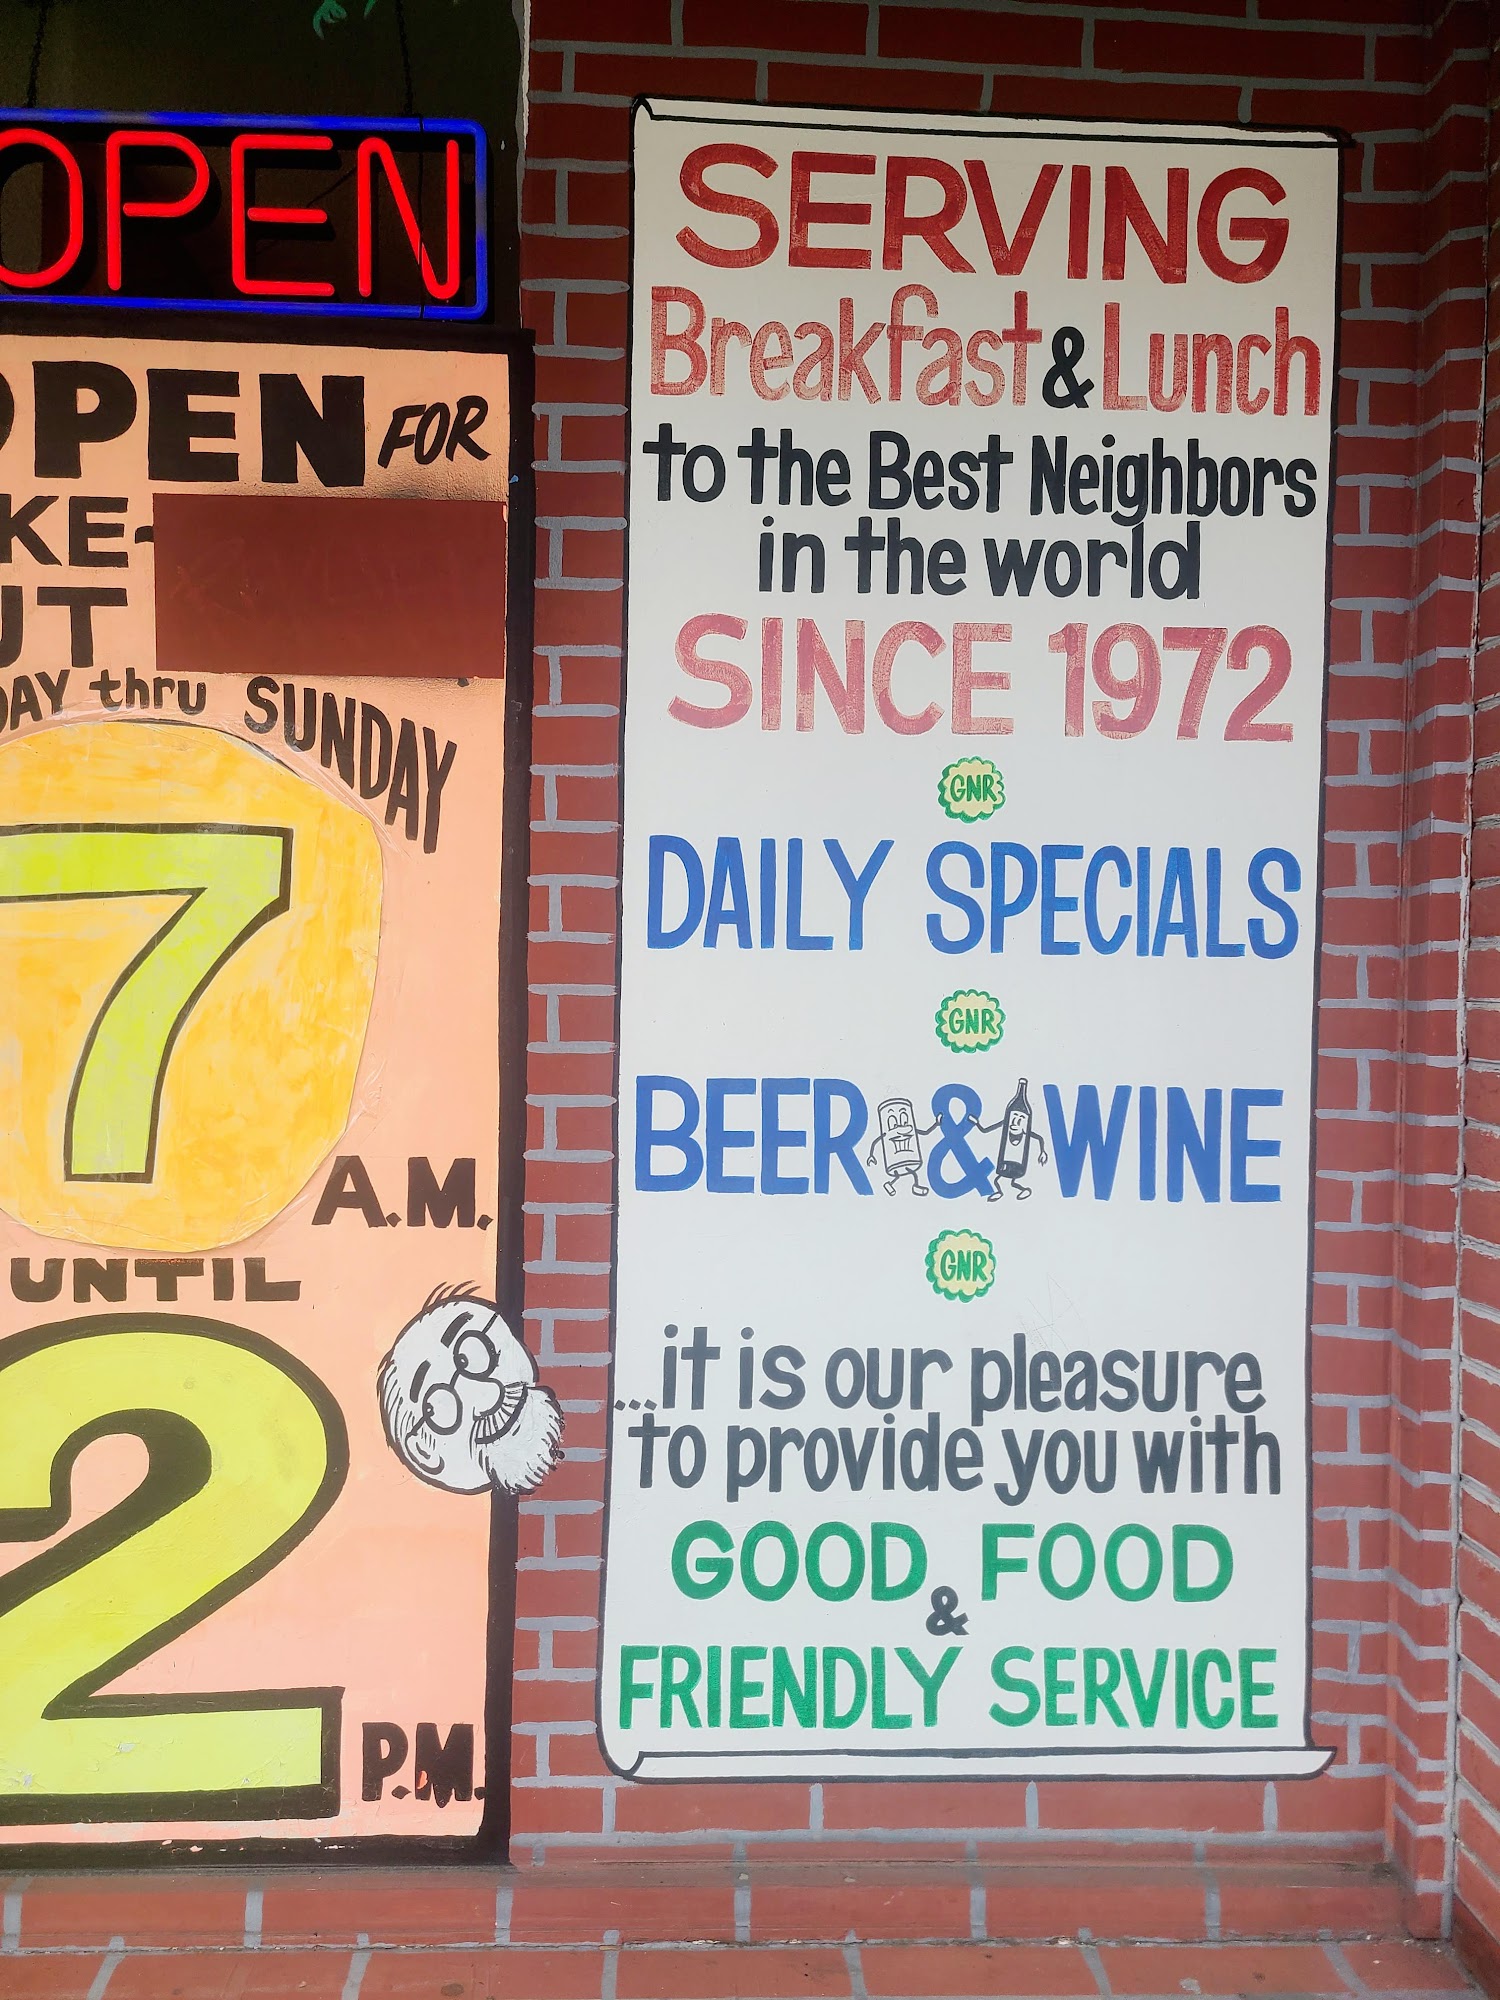 OPEN
OPEN FOR
KE-
UT
DAY thru SUNDAY
7
A.M.
UNTIL
2
P.M.
SERVING
Breakfast & Lunch
to the Best Neighbors
in the world
SINCE 1972
GNR
DAILY SPECIALS
GNR
BEER & WINE
GNR
...it is our pleasure
to provide you with
GOOD FOOD
&
FRIENDLY SERVICE